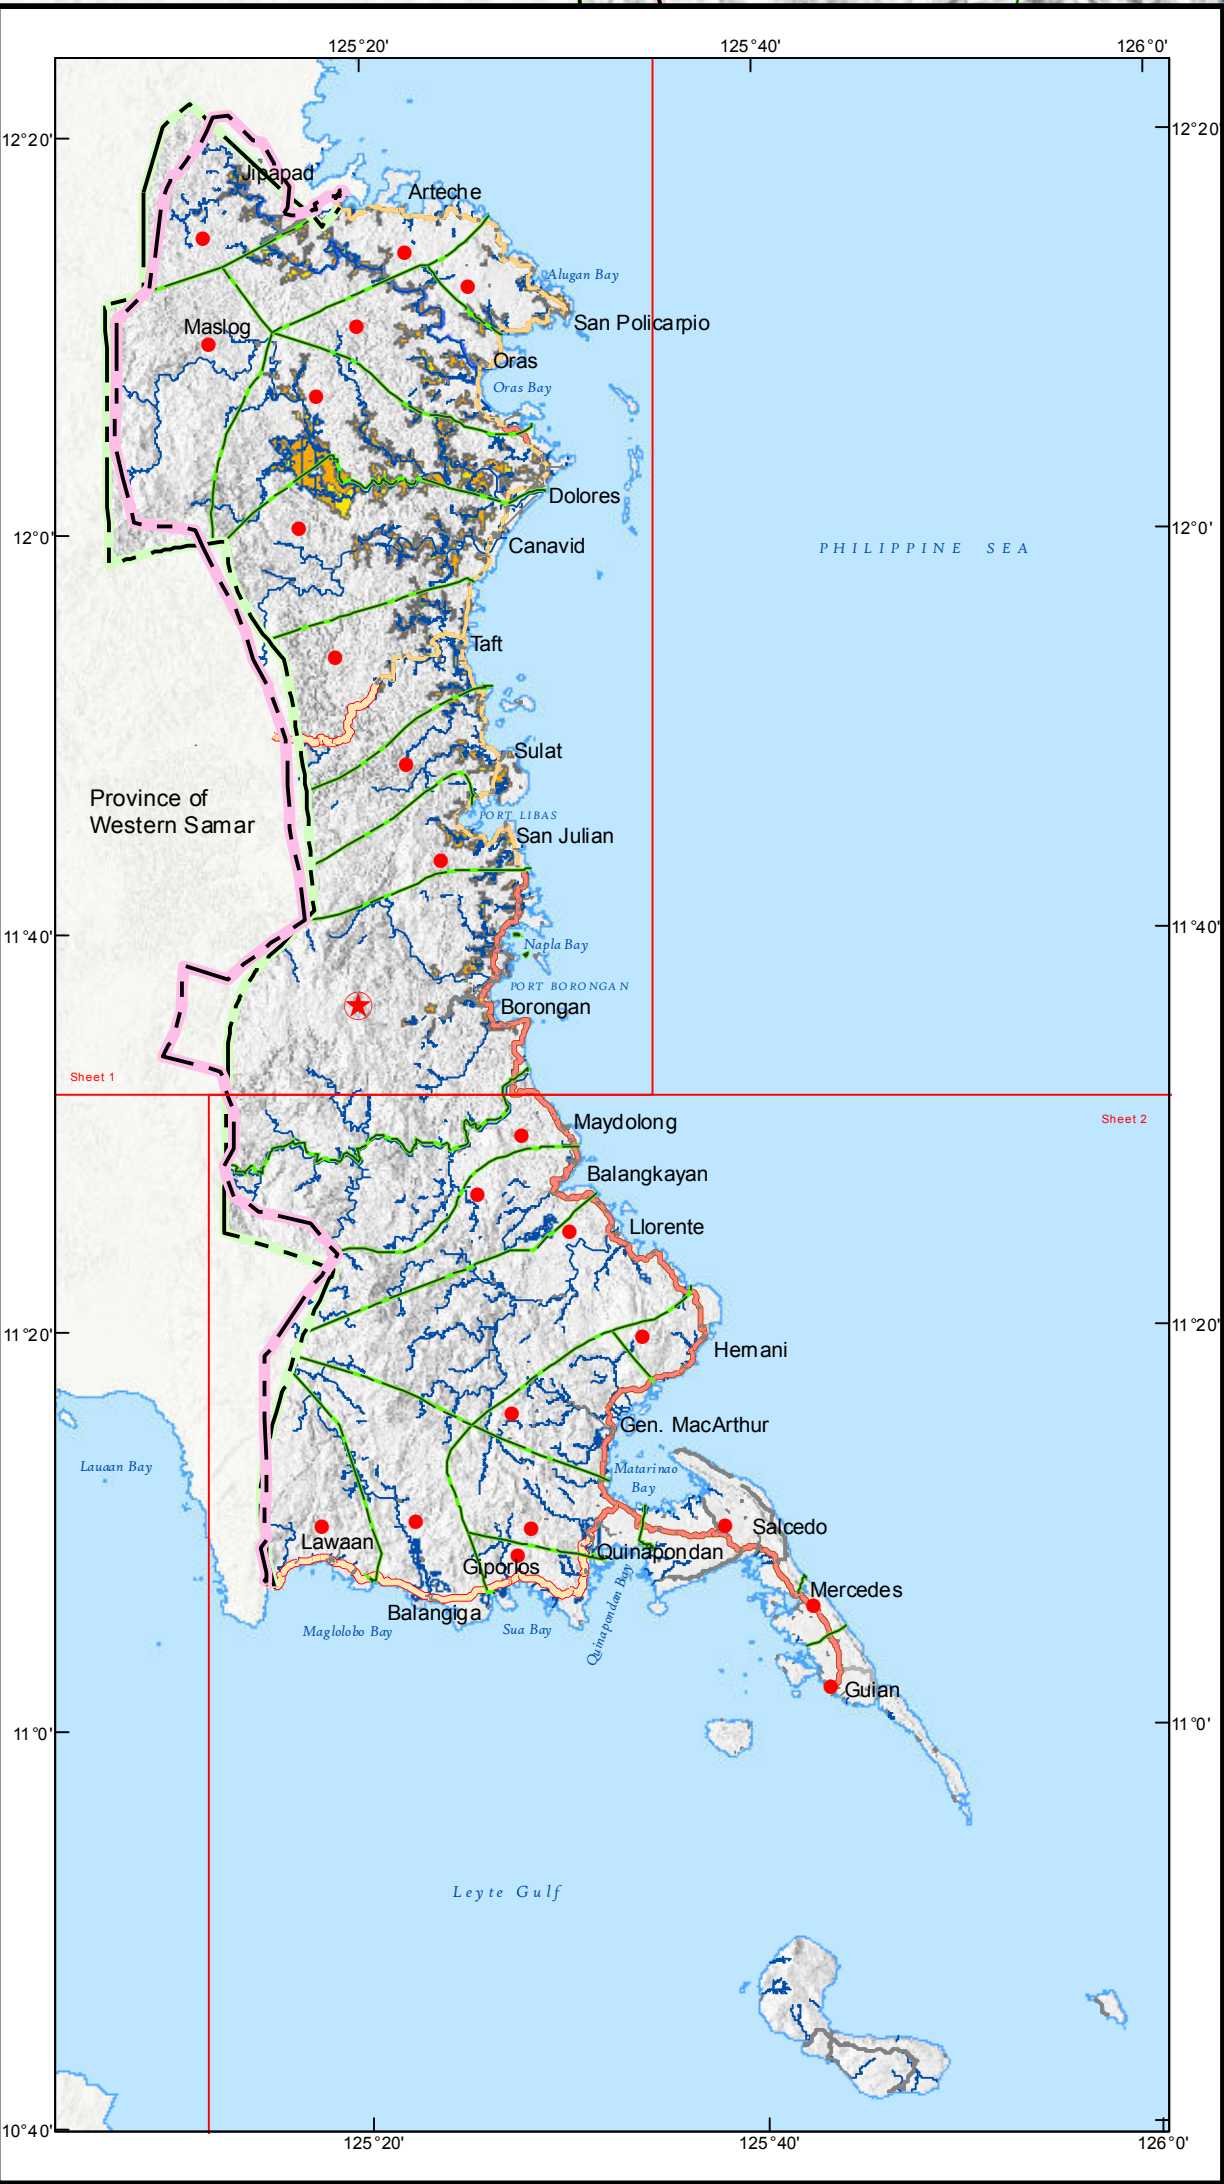 125°20'
125°40'
126°0'
12°20'
12°20'
Jipapad
Arteche
Alugan Bay
San Policarpio
Maslog
Oras
Oras Bay
Dolores
12°0'
12°0'
Canavid
PHILIPPINE SEA
Taft
Sulat
Province of
Western Samar
PORT LIBAS
San Julian
11°40'
11°40'
Napla Bay
PORT BORONGAN
Borongan
Sheet 1
Sheet 2
Maydolong
Balangkayan
Llorente
11°20'
11°20'
Hernani
Gen. MacArthur
Lauaan Bay
Matarinao
Bay
Salcedo
Lawaan
Quinapondan
Giporlos
Mercedes
Balangiga
Quinapondan Bay
Maglolobo Bay
Sua Bay
Guian
11°0'
11°0'
Leyte Gulf
10°40'
125°20'
125°40'
126°0'